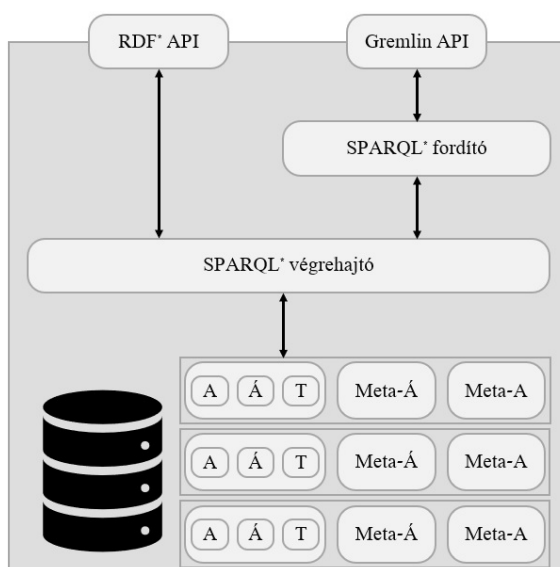 RDF* API
Gremlin API
SPARQL* fordító
SPARQL* végrehajtó
A Á T Meta-Á Meta-A
A Á T Meta-Á Meta-A
A Á T Meta-Á Meta-A